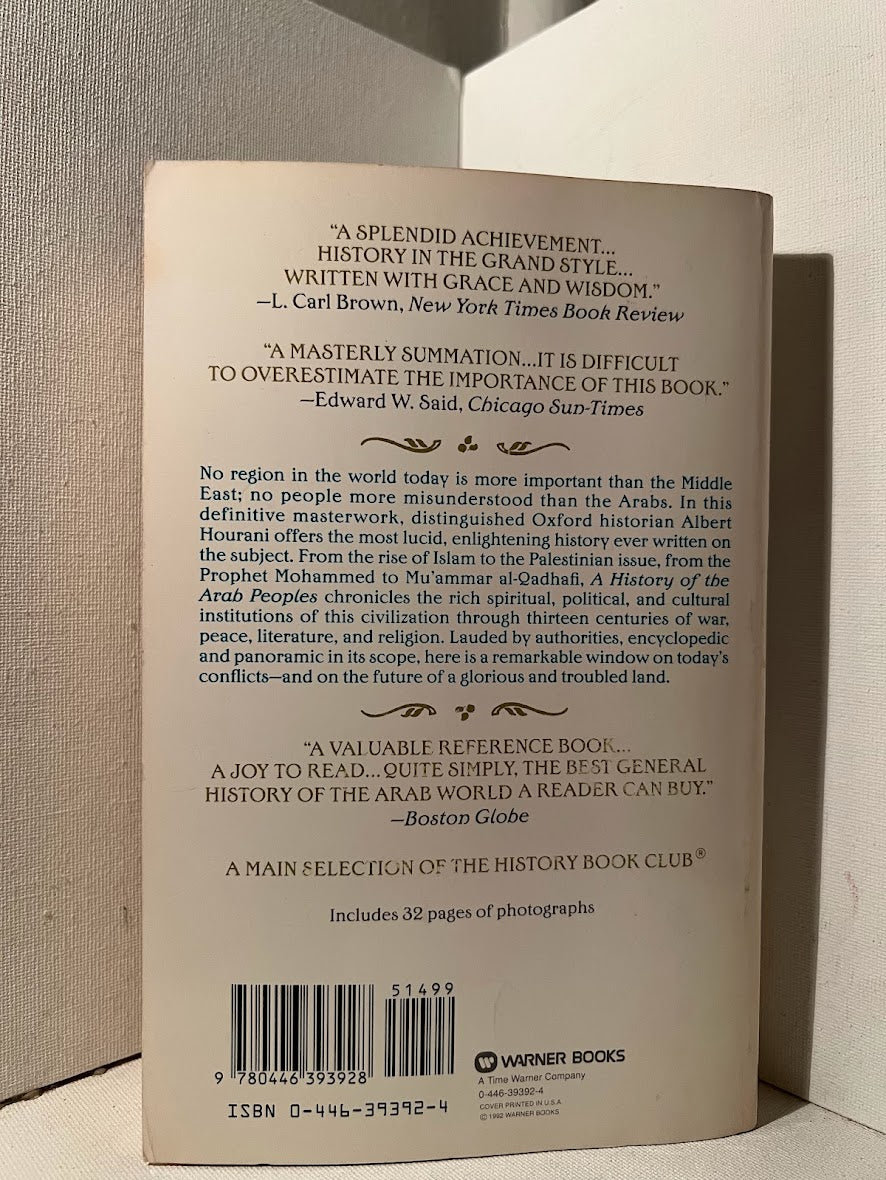 “A SPLENDID ACHIEVEMENT...
HISTORY IN THE GRAND STYLE...
WRITTEN WITH GRACE AND WISDOM.”
—L. Carl Brown, New York Times Book Review
“A MASTERLY SUMMATION...IT IS DIFFICULT
TO OVERESTIMATE THE IMPORTANCE OF THIS BOOK.”
—Edward W. Said, Chicago Sun-Times
No region in the world today is more important than the Middle
East; no people more misunderstood than the Arabs. In this
definitive masterwork, distinguished Oxford historian Albert
Hourani offers the most lucid, enlightening history ever written on
the subject. From the rise of Islam to the Palestinian issue, from the
Prophet Mohammed to Mu’ammar al-Qadhafi, A History of the
Arab Peoples chronicles the rich spiritual, political, and cultural
institutions of this civilization through thirteen centuries of war,
peace, literature, and religion. Lauded by authorities, encyclopedic
and panoramic in its scope, here is a remarkable window on today’s
conflicts—and on the future of a glorious and troubled land.
“A VALUABLE REFERENCE BOOK...
A JOY TO READ...QUITE SIMPLY, THE BEST GENERAL
HISTORY OF THE ARAB WORLD A READER CAN BUY.”
—Boston Globe
A MAIN SELECTION OF THE HISTORY BOOK CLUB®
Includes 32 pages of photographs
51499
9 780446 393928
ISBN 0-446-39392-4
WARNER BOOKS
A Time Warner Company
0-446-39392-4
COVER PRINTED IN U.S.A.
© 1992 WARNER BOOKS